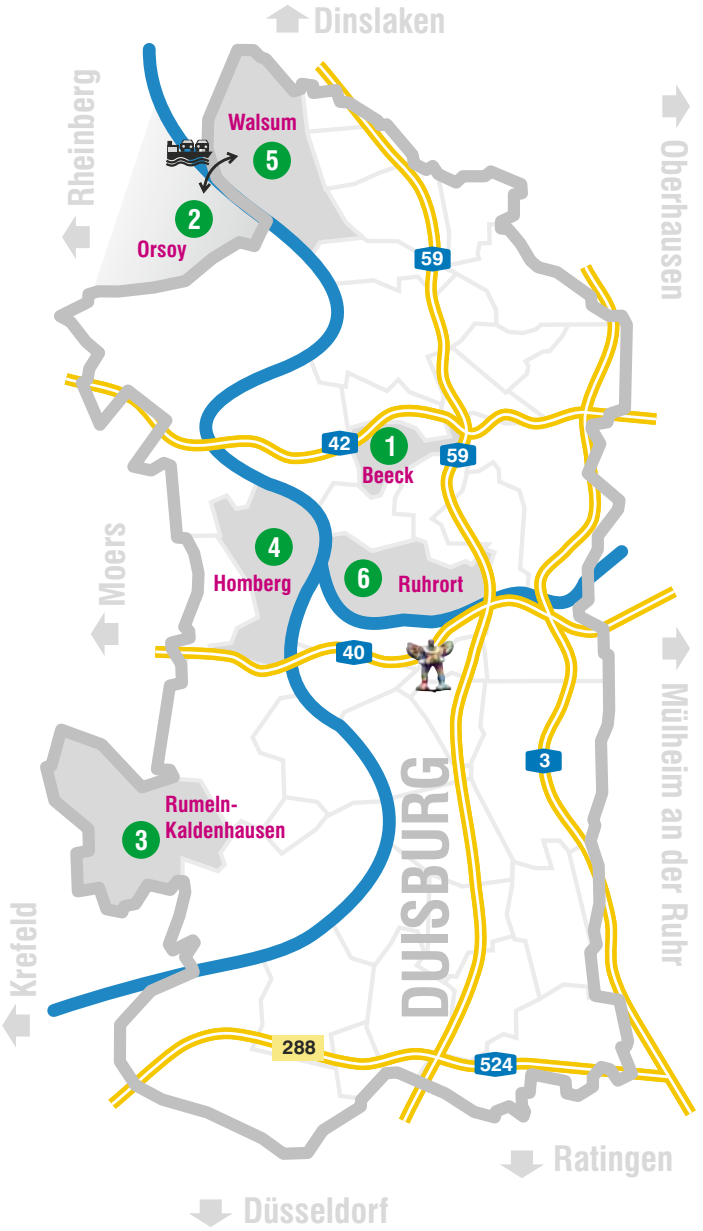 Dinslaken
Rheinberg
Oberhausen
Walsum
5
2
Orsoy
59
42
1
59
Beeck
Moers
4
Homberg
6
Ruhrort
40
3
Mülheim an der Ruhr
DUISBURG
Rumeln-
Kaldenhausen
3
Krefeld
288
524
Ratingen
Düsseldorf